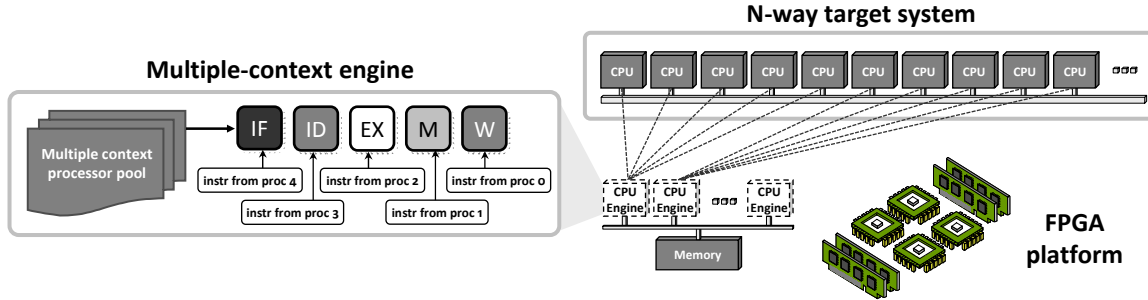 N-way target system
Multiple-context engine
CPU CPU CPU CPU CPU CPU CPU CPU CPU CPU
IF ID EX M W
Multiple context
processor pool
instr from proc 4 instr from proc 2 instr from proc 0
instr from proc 3 instr from proc 1
CPU
Engine
CPU
Engine
CPU
Engine
Memory
FPGA
platform